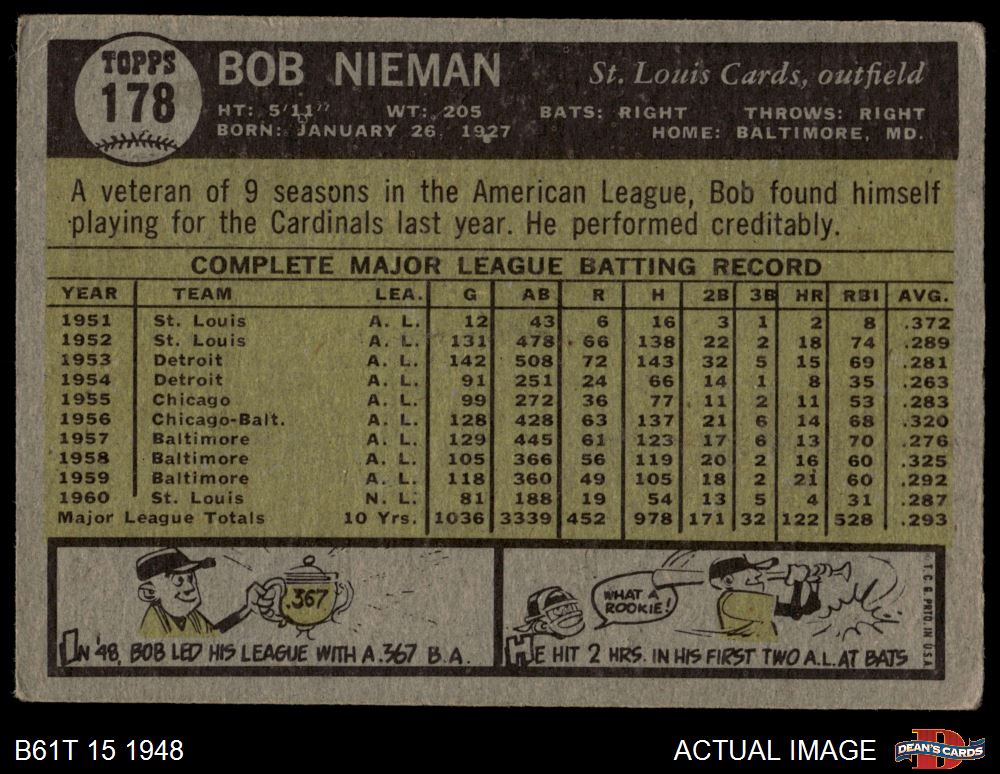 TOPPS
178
BOB NIEMAN St. Louis Cards, outfield
HT: 5'11" WT: 205 BATS: RIGHT THROWS: RIGHT
BORN: JANUARY 26, 1927 HOME: BALTIMORE, MD.
A veteran of 9 seasons in the American League, Bob found himself
playing for the Cardinals last year. He performed creditably.
COMPLETE MAJOR LEAGUE BATTING RECORD
YEAR TEAM LEA. G AB R H 2B 3B HR RBI AVG.
1951 St. Louis A. L. 12 43 6 16 3 1 2 8 .372
1952 St. Louis A. L. 131 478 66 138 22 2 18 74 .289
1953 Detroit A. L. 142 508 72 143 32 5 15 69 .281
1954 Detroit A. L. 91 251 24 66 14 1 8 35 .263
1955 Chicago A. L. 99 272 36 77 11 2 11 53 .283
1956 Chicago-Balt. A. L. 128 428 63 137 21 6 14 68 .320
1957 Baltimore A. L. 129 445 61 123 17 6 13 70 .276
1958 Baltimore A. L. 105 366 56 119 20 2 16 60 .325
1959 Baltimore A. L. 118 360 49 105 18 2 21 60 .292
1960 St. Louis N. L. 81 188 19 54 13 5 4 31 .287
Major League Totals 10 Yrs. 1036 3339 452 978 171 32 122 528 .293
.367
IN '48, BOB LED HIS LEAGUE WITH A .367 B.A.
WHAT A
ROOKIE!
HE HIT 2 HRS. IN HIS FIRST TWO A.L. AT BATS
T.C.G. PRTD. IN U.S.A.
B61T 15 1948
ACTUAL IMAGE
DEAN'S CARDS